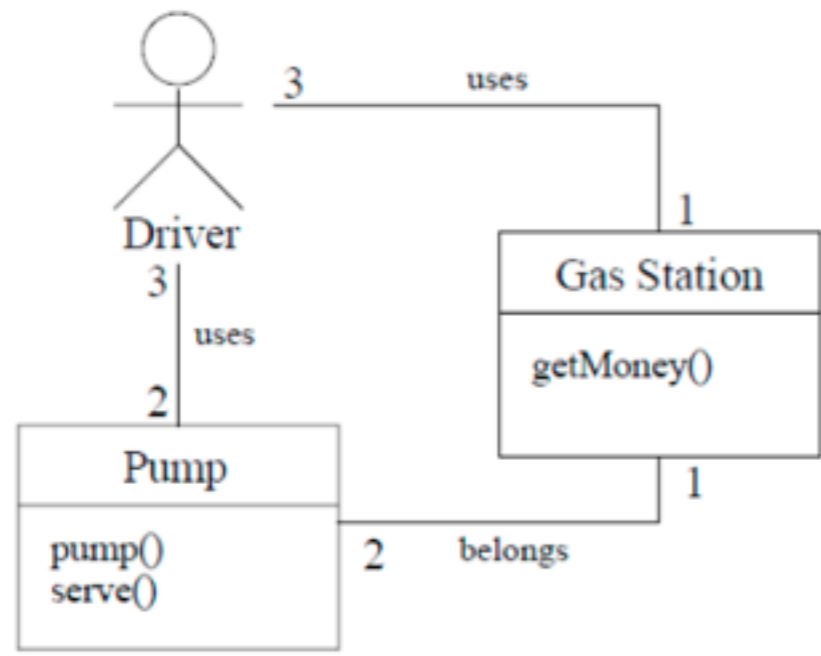 3
uses
1
Driver
Gas Station
3
uses
getMoney()
2
Pump
1
pump()
2
belongs
serve()